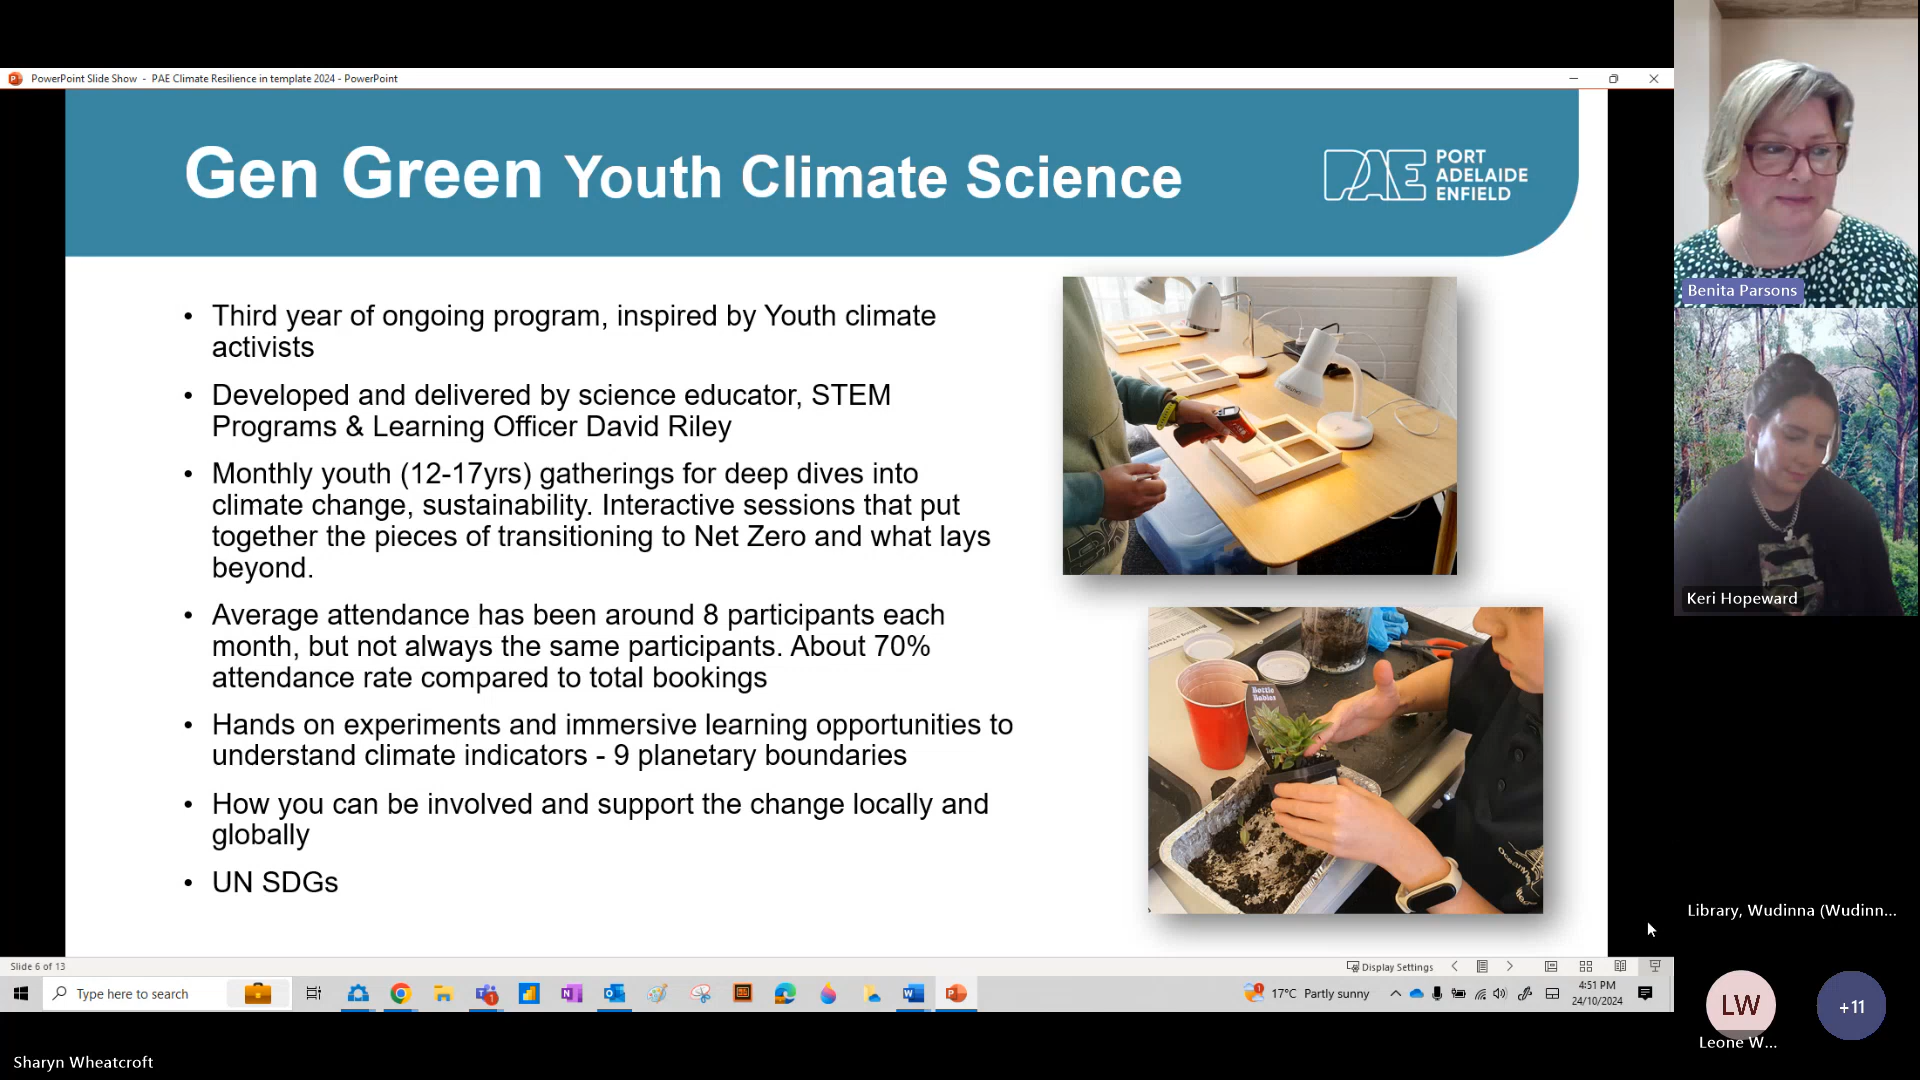 PowerPoint Slide Show - PAE Climate Resilience in template 2024 - PowerPoint
Gen Green Youth Climate Science
PAE PORT
ADELAIDE
ENFIELD
• Third year of ongoing program, inspired by Youth climate
activists
• Developed and delivered by science educator, STEM
Programs & Learning Officer David Riley
• Monthly youth (12-17yrs) gatherings for deep dives into
climate change, sustainability. Interactive sessions that put
together the pieces of transitioning to Net Zero and what lays
beyond.
• Average attendance has been around 8 participants each
month, but not always the same participants. About 70%
attendance rate compared to total bookings
• Hands on experiments and immersive learning opportunities to
understand climate indicators - 9 planetary boundaries
• How you can be involved and support the change locally and
globally
• UN SDGs
Bottle
Babies
Benita Parsons
Keri Hopeward
Library, Wudinna (Wudinn...
LW
Leone W...
+11
Slide 6 of 13
Display Settings
Type here to search
17°C Partly sunny
4:51 PM
24/10/2024
Sharyn Wheatcroft